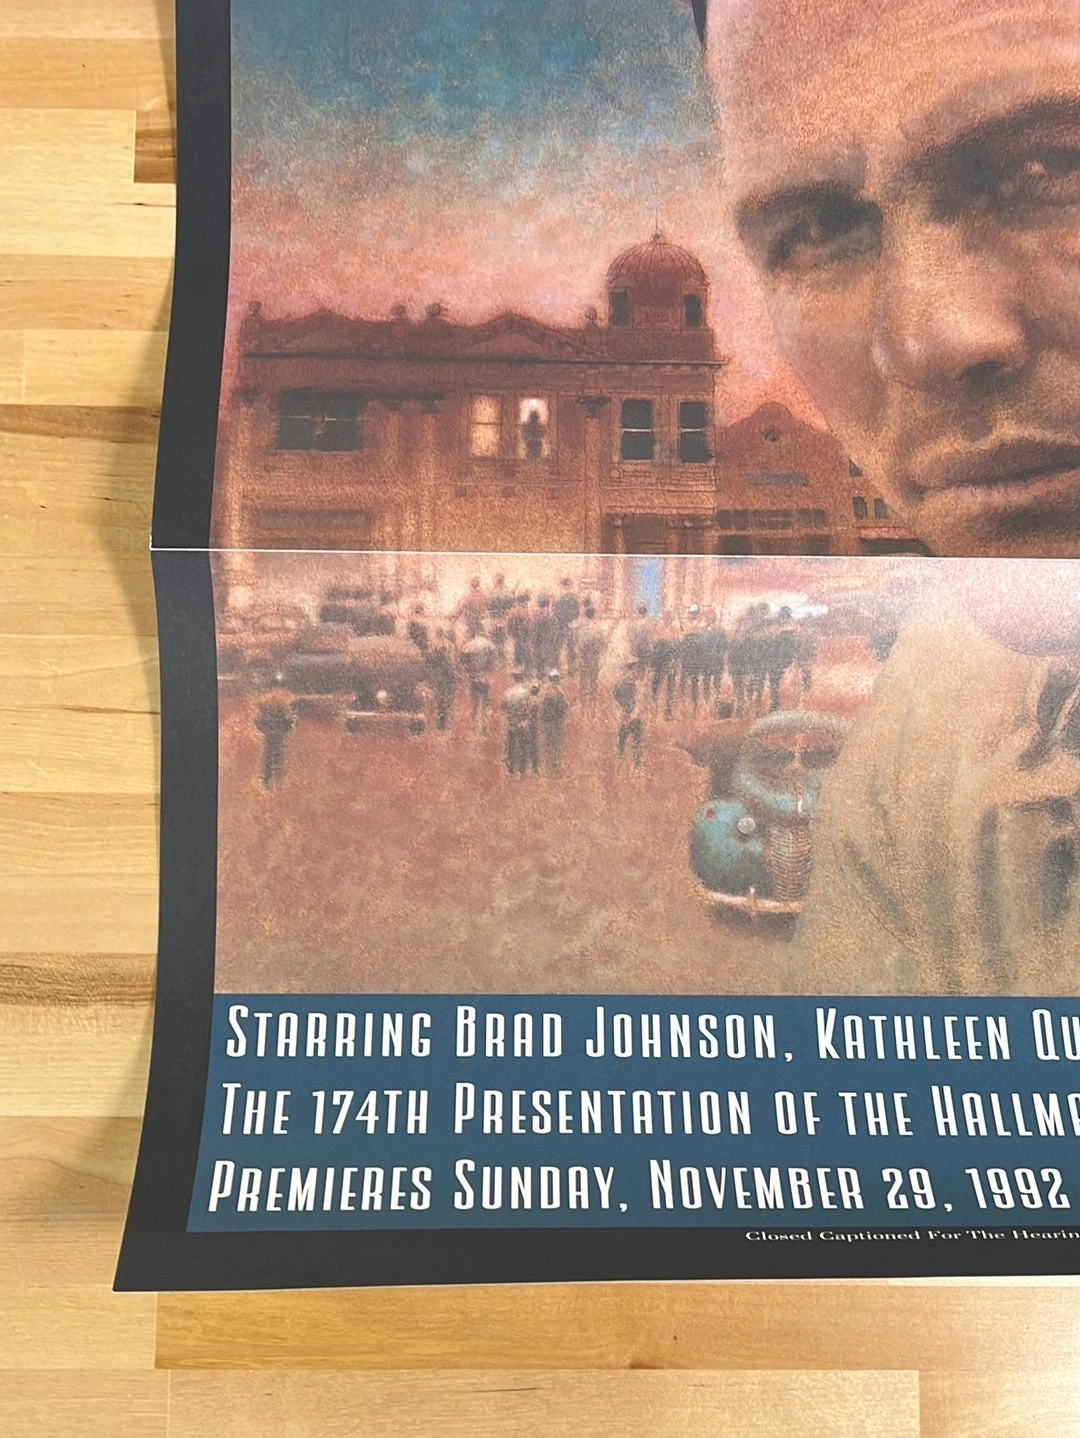 Starring Brad Johnson, Kathleen Qu
The 174th Presentation of the Hallma
Premieres Sunday, November 29, 1992
Closed Captioned For The Hearin